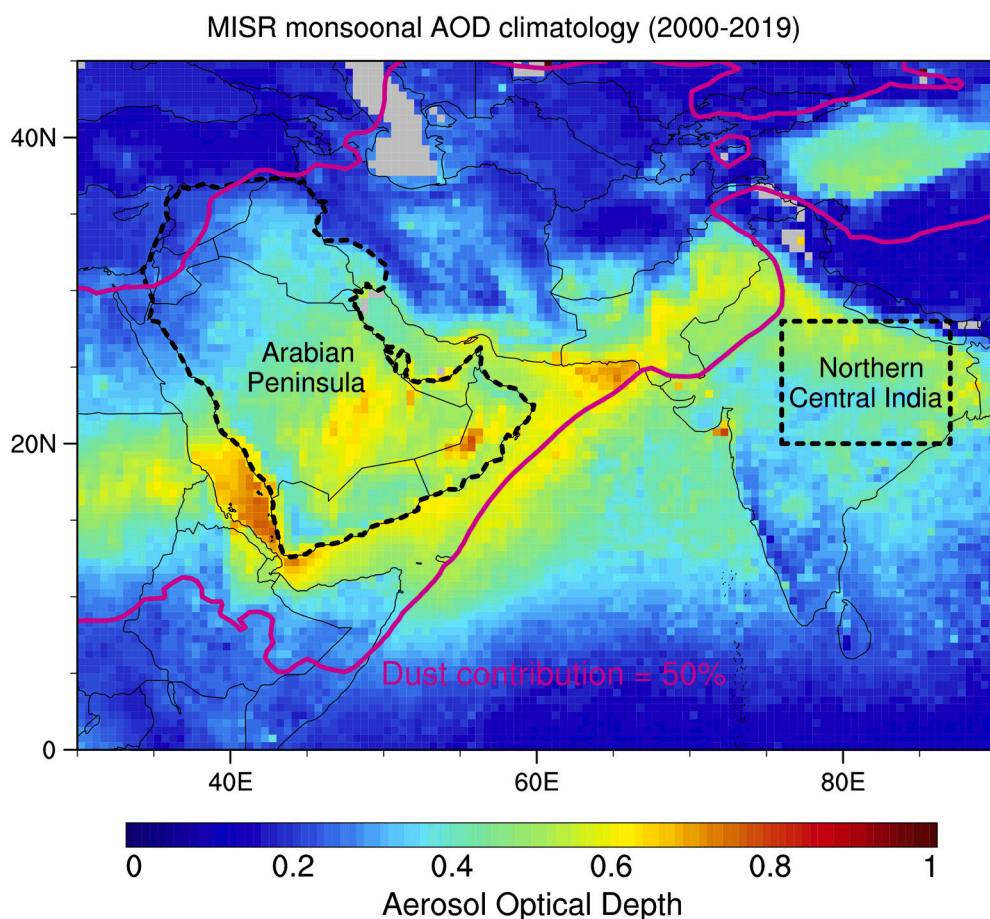 MISR monsoonal AOD climatology (2000-2019)
40N
Arabian
Peninsula
Northern
Central India
20N
Dust contribution = 50%
0
40E
60E
80E
0
0.2
0.4
0.6
0.8
1
Aerosol Optical Depth